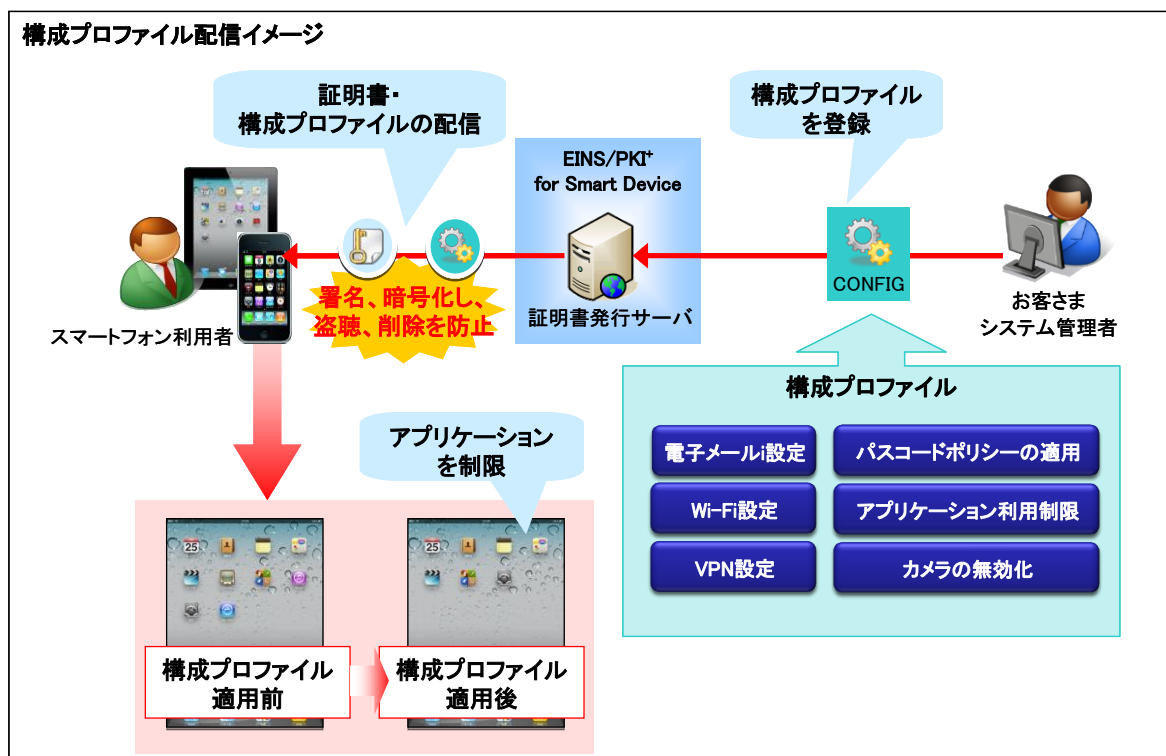 構成プロファイル配信イメージ
証明書・
構成プロファイルの配信
構成プロファイル
を登録
EINS/PKI⁺
for Smart Device
CONFIG
署名、暗号化し、
盗聴、削除を防止
証明書発行サーバ
お客さま
システム管理者
スマートフォン利用者
構成プロファイル
電子メールi設定
パスコードポリシーの適用
Wi-Fi設定
アプリケーション利用制限
VPN設定
カメラの無効化
アプリケーション
を制限
25
25
構成プロファイル
適用前
構成プロファイル
適用後